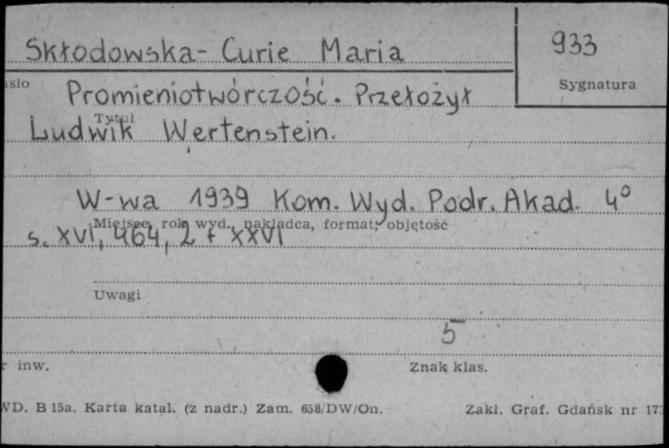 Skłodowska-Curie Maria
933
Sygnatura
Promieniotwórczość. Przełożył
Tytuł
Ludwik Wertenstein.
W-wa 1939 Kom. Wyd. Podr. Akad. 4°
Miejsce, rok wyd., nakładca, format, objętość
s. XVI, 464, 2 + XXVI
Uwagi
5
inw.
Znak klas.
WD. B 15a. Karta katal. (z nadr.) Zam. 658/DW/On.
Zakł. Graf. Gdańsk nr 173